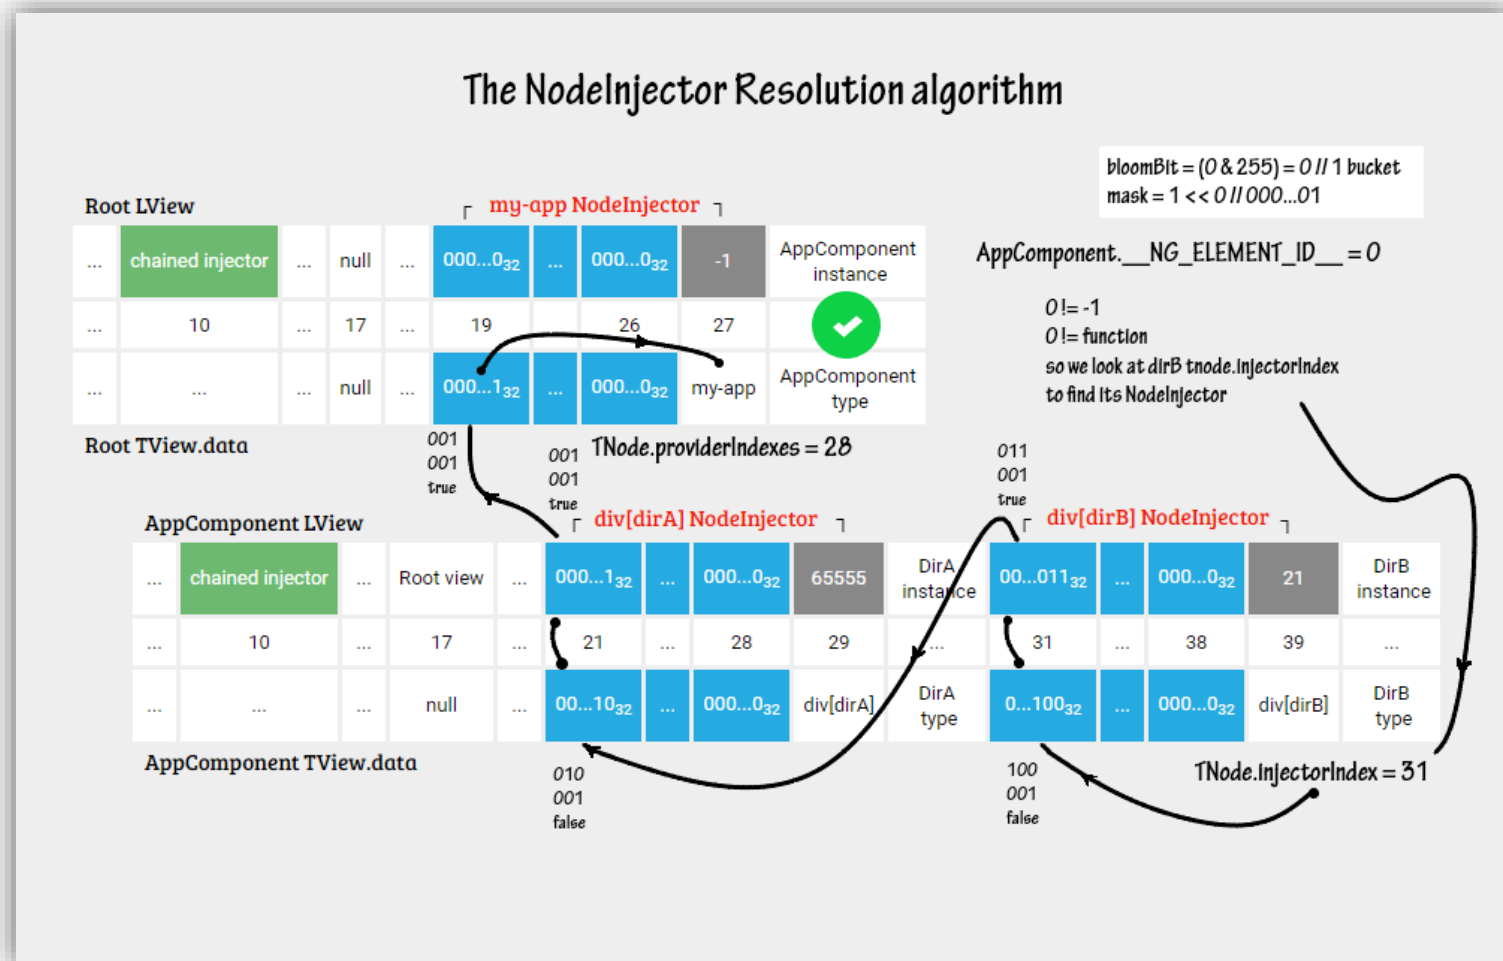 The NodeInjector Resolution algorithm
bloomBit = (0 & 255) = 0 // 1 bucket
mask = 1 << 0 // 000...01
Root LView
my-app NodeInjector
AppComponent.__NG_ELEMENT_ID__ = 0
... chained injector ... null ... 000...032 ... 000...032 -1 AppComponent instance
... 10 ... 17 ... 19 26 27
... ... ... null ... 000...132 ... 000...032 my-app AppComponent type
0 != -1
0 != function
so we look at dirB tnode.injectorIndex
to find its NodeInjector
Root TView.data
001
001
true
001
001
true
TNode.providerIndexes = 28
011
001
true
AppComponent LView
div[dirA] NodeInjector
div[dirB] NodeInjector
... chained injector ... Root view ... 000...132 ... 000...032 65555 DirA instance 00...01132 ... 000...032 21 DirB instance
... 10 ... 17 ... 21 ... 28 29 ... 31 ... 38 39 ...
... ... ... null ... 00...1032 ... 000...032 div[dirA] DirA type 0...10032 ... 000...032 div[dirB] DirB type
AppComponent TView.data
010
001
false
100
001
false
TNode.injectorIndex = 31